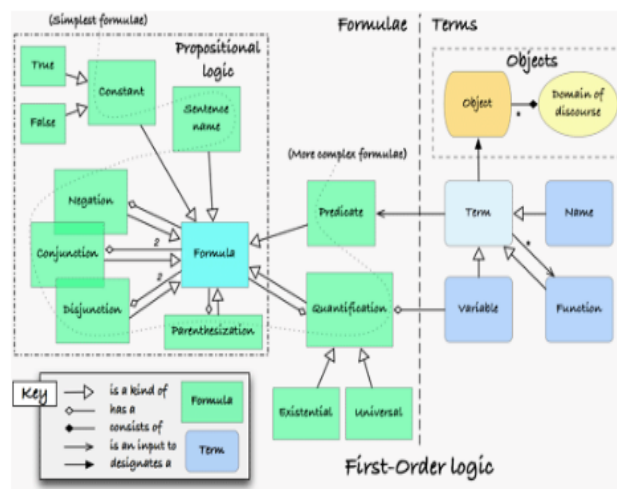 (Simplest formulae)
Formulae
Terms
Propositional
logic
Objects
True
Constant
Object
*
Domain of
discourse
False
Sentence
name
(More complex formulae)
Negation
Predicate
Term
Name
Conjunction
2
Formula
*
2
Disjunction
Quantification
Variable
Function
Parenthesization
Key
is a kind of
has a
consists of
is an input to
designates a
Formula
Term
Existential
Universal
First-Order logic